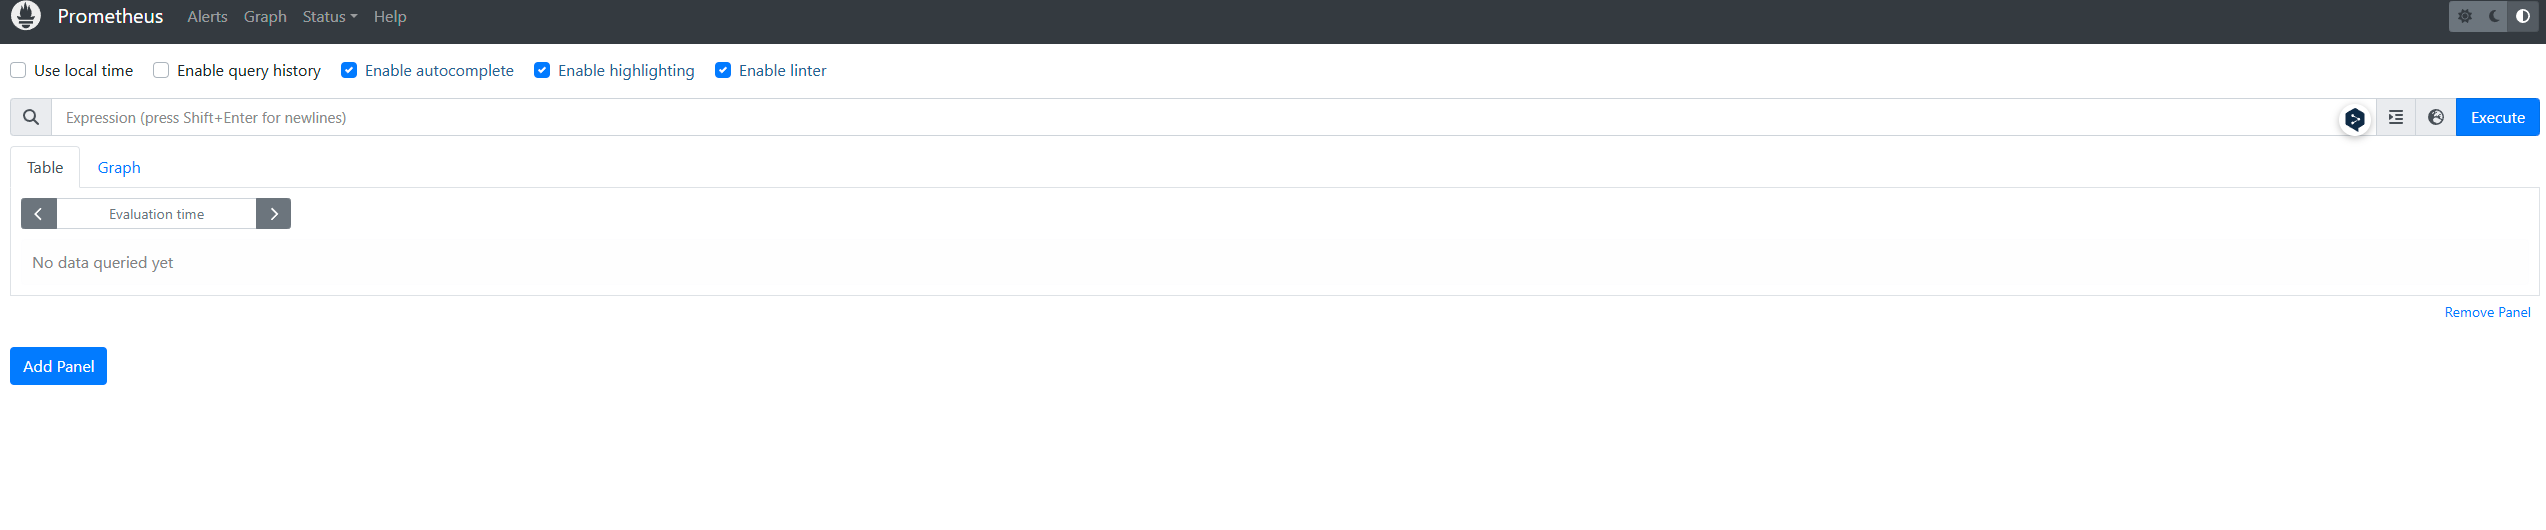 Prometheus Alerts Graph Status Help
Use local time Enable query history Enable autocomplete Enable highlighting Enable linter
Expression (press Shift+Enter for newlines) Execute
Table Graph
Evaluation time
No data queried yet
Remove Panel
Add Panel